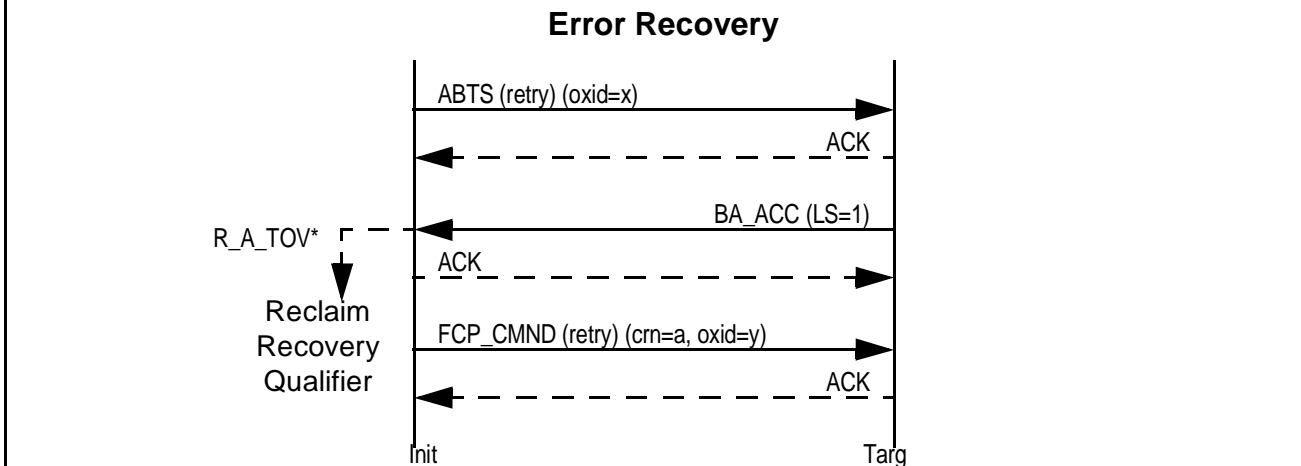 Error Recovery
ABTS (retry) (oxid=x)
ACK
BA_ACC (LS=1)
R_A_TOV*
ACK
Reclaim
Recovery
Qualifier
FCP_CMND (retry) (crn=a, oxid=y)
ACK
Init
Targ